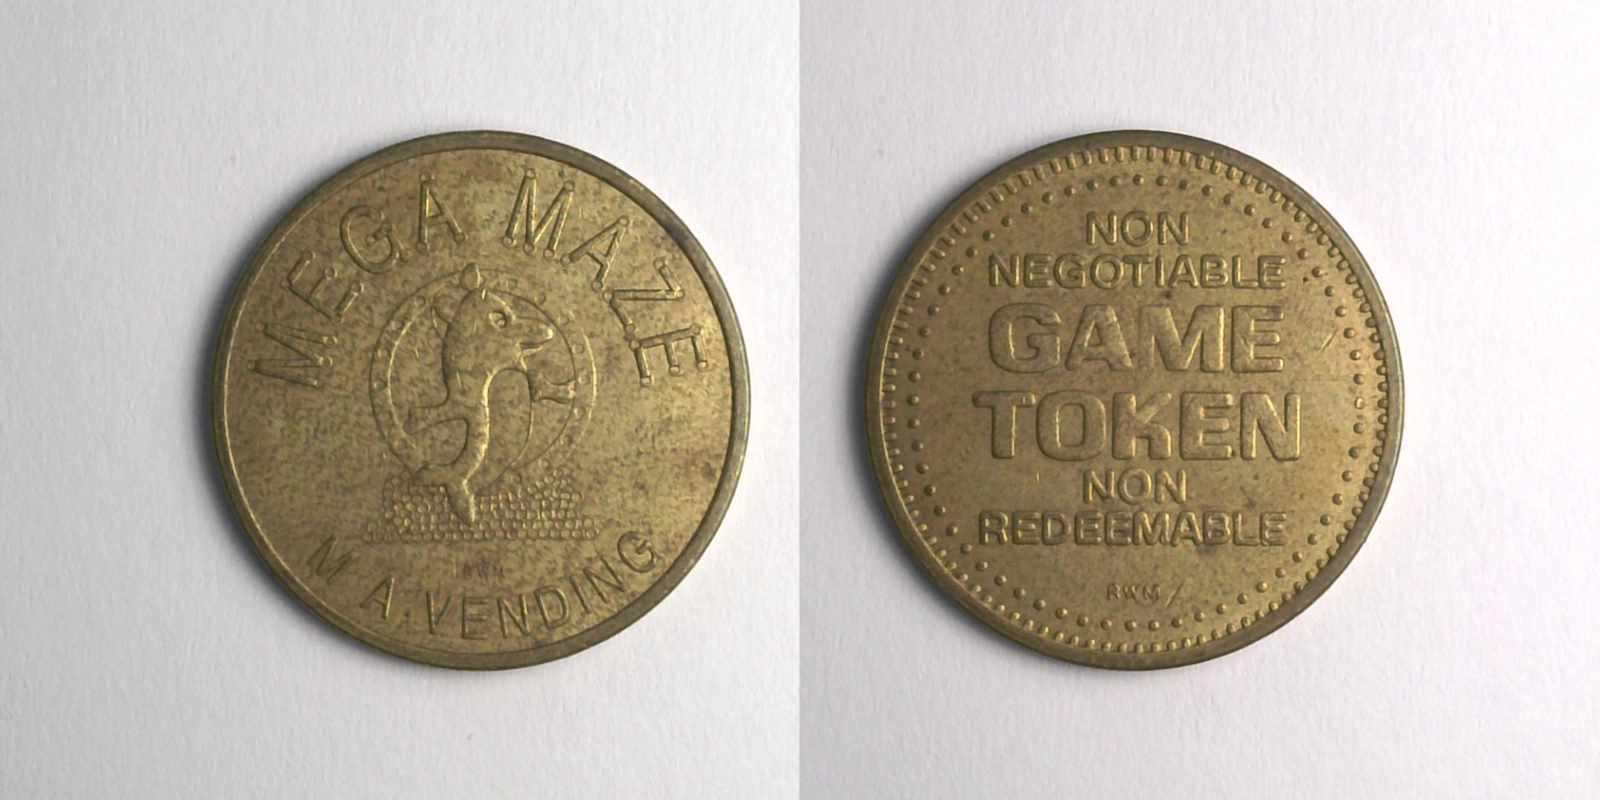 MEGA MAZE
RWM
M A VENDING
NON
NEGOTIABLE
GAME
TOKEN
NON
REDEEMABLE
RWM